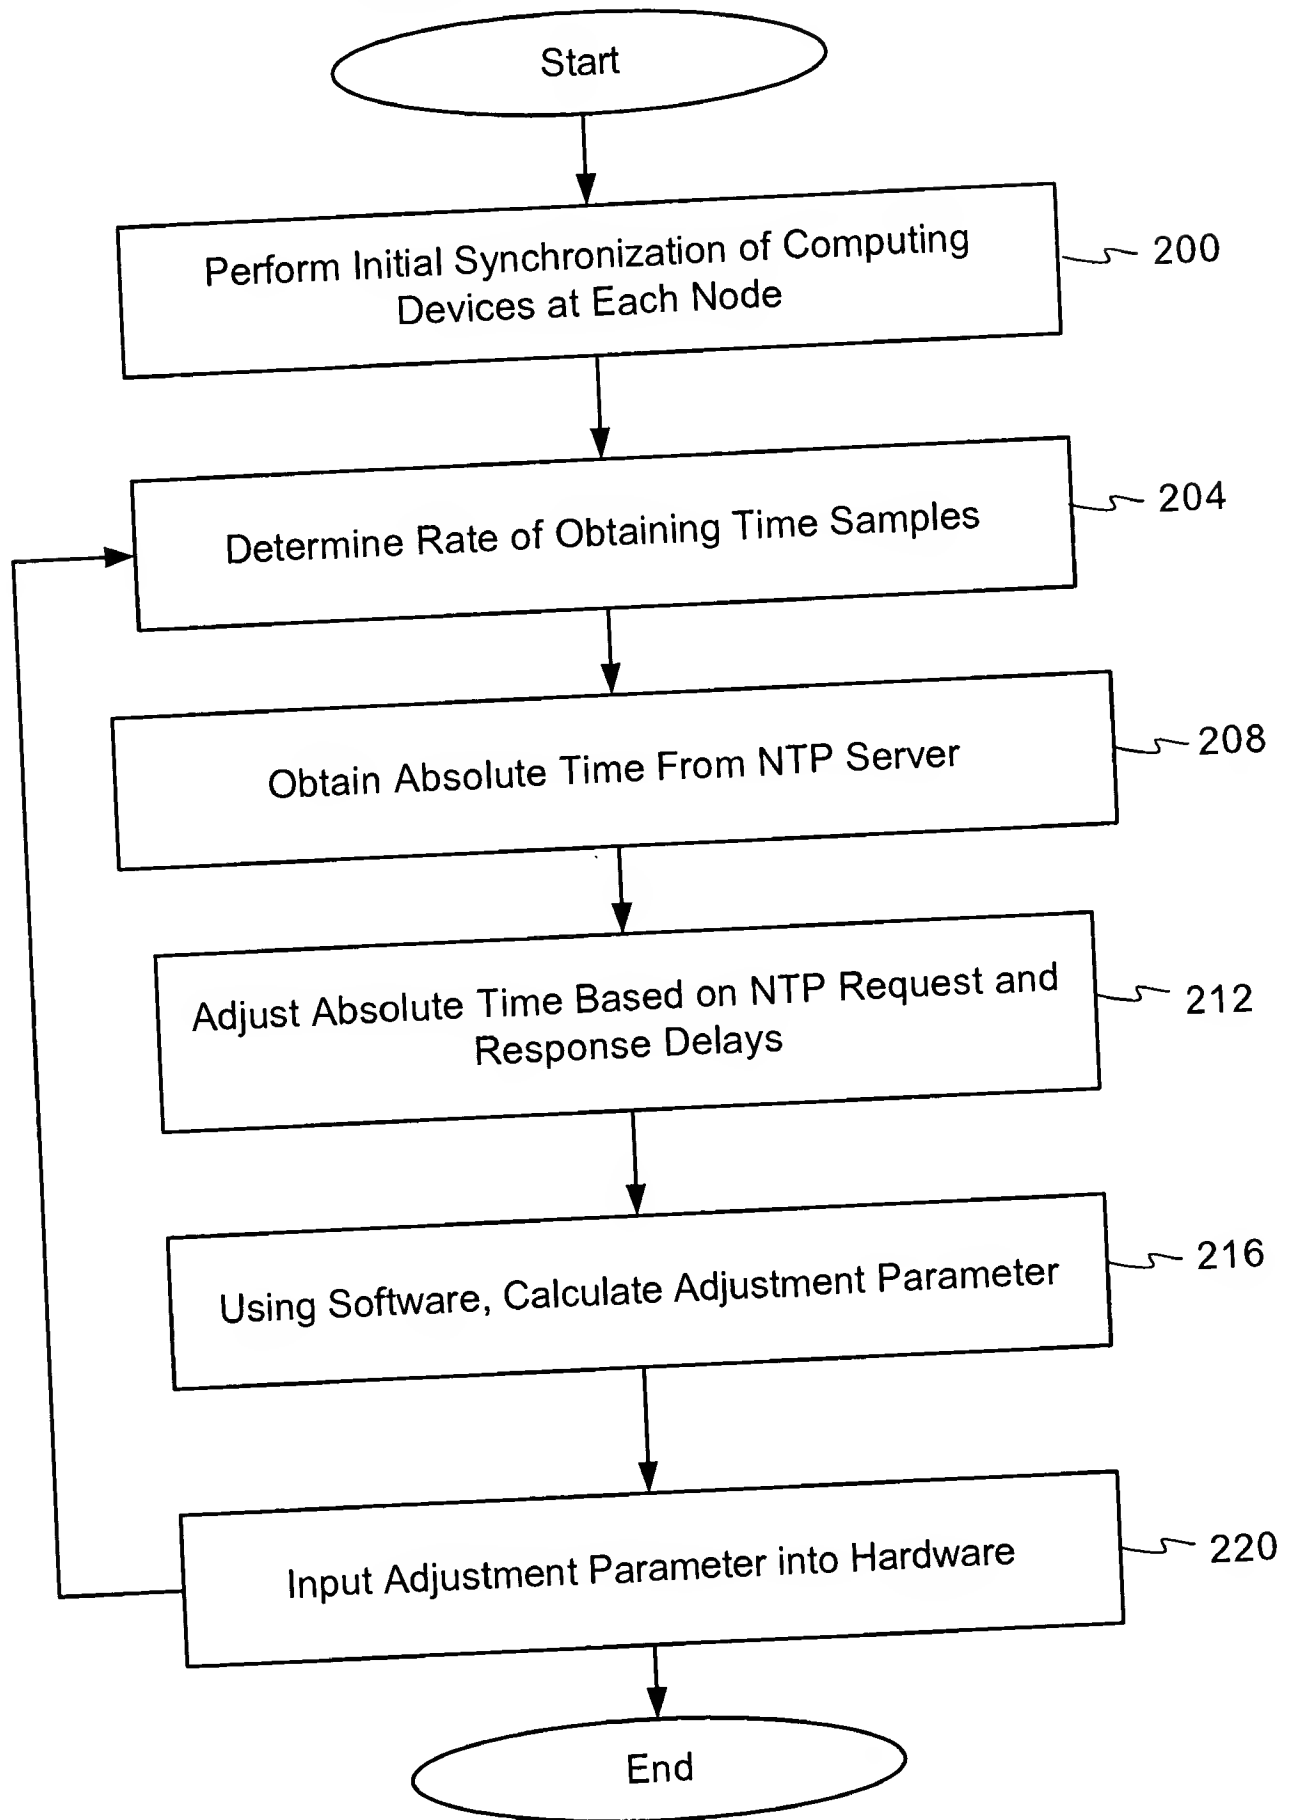 Start
Perform Initial Synchronization of Computing
Devices at Each Node
200
Determine Rate of Obtaining Time Samples
204
Obtain Absolute Time From NTP Server
208
Adjust Absolute Time Based on NTP Request and
Response Delays
212
Using Software, Calculate Adjustment Parameter
216
Input Adjustment Parameter into Hardware
220
End